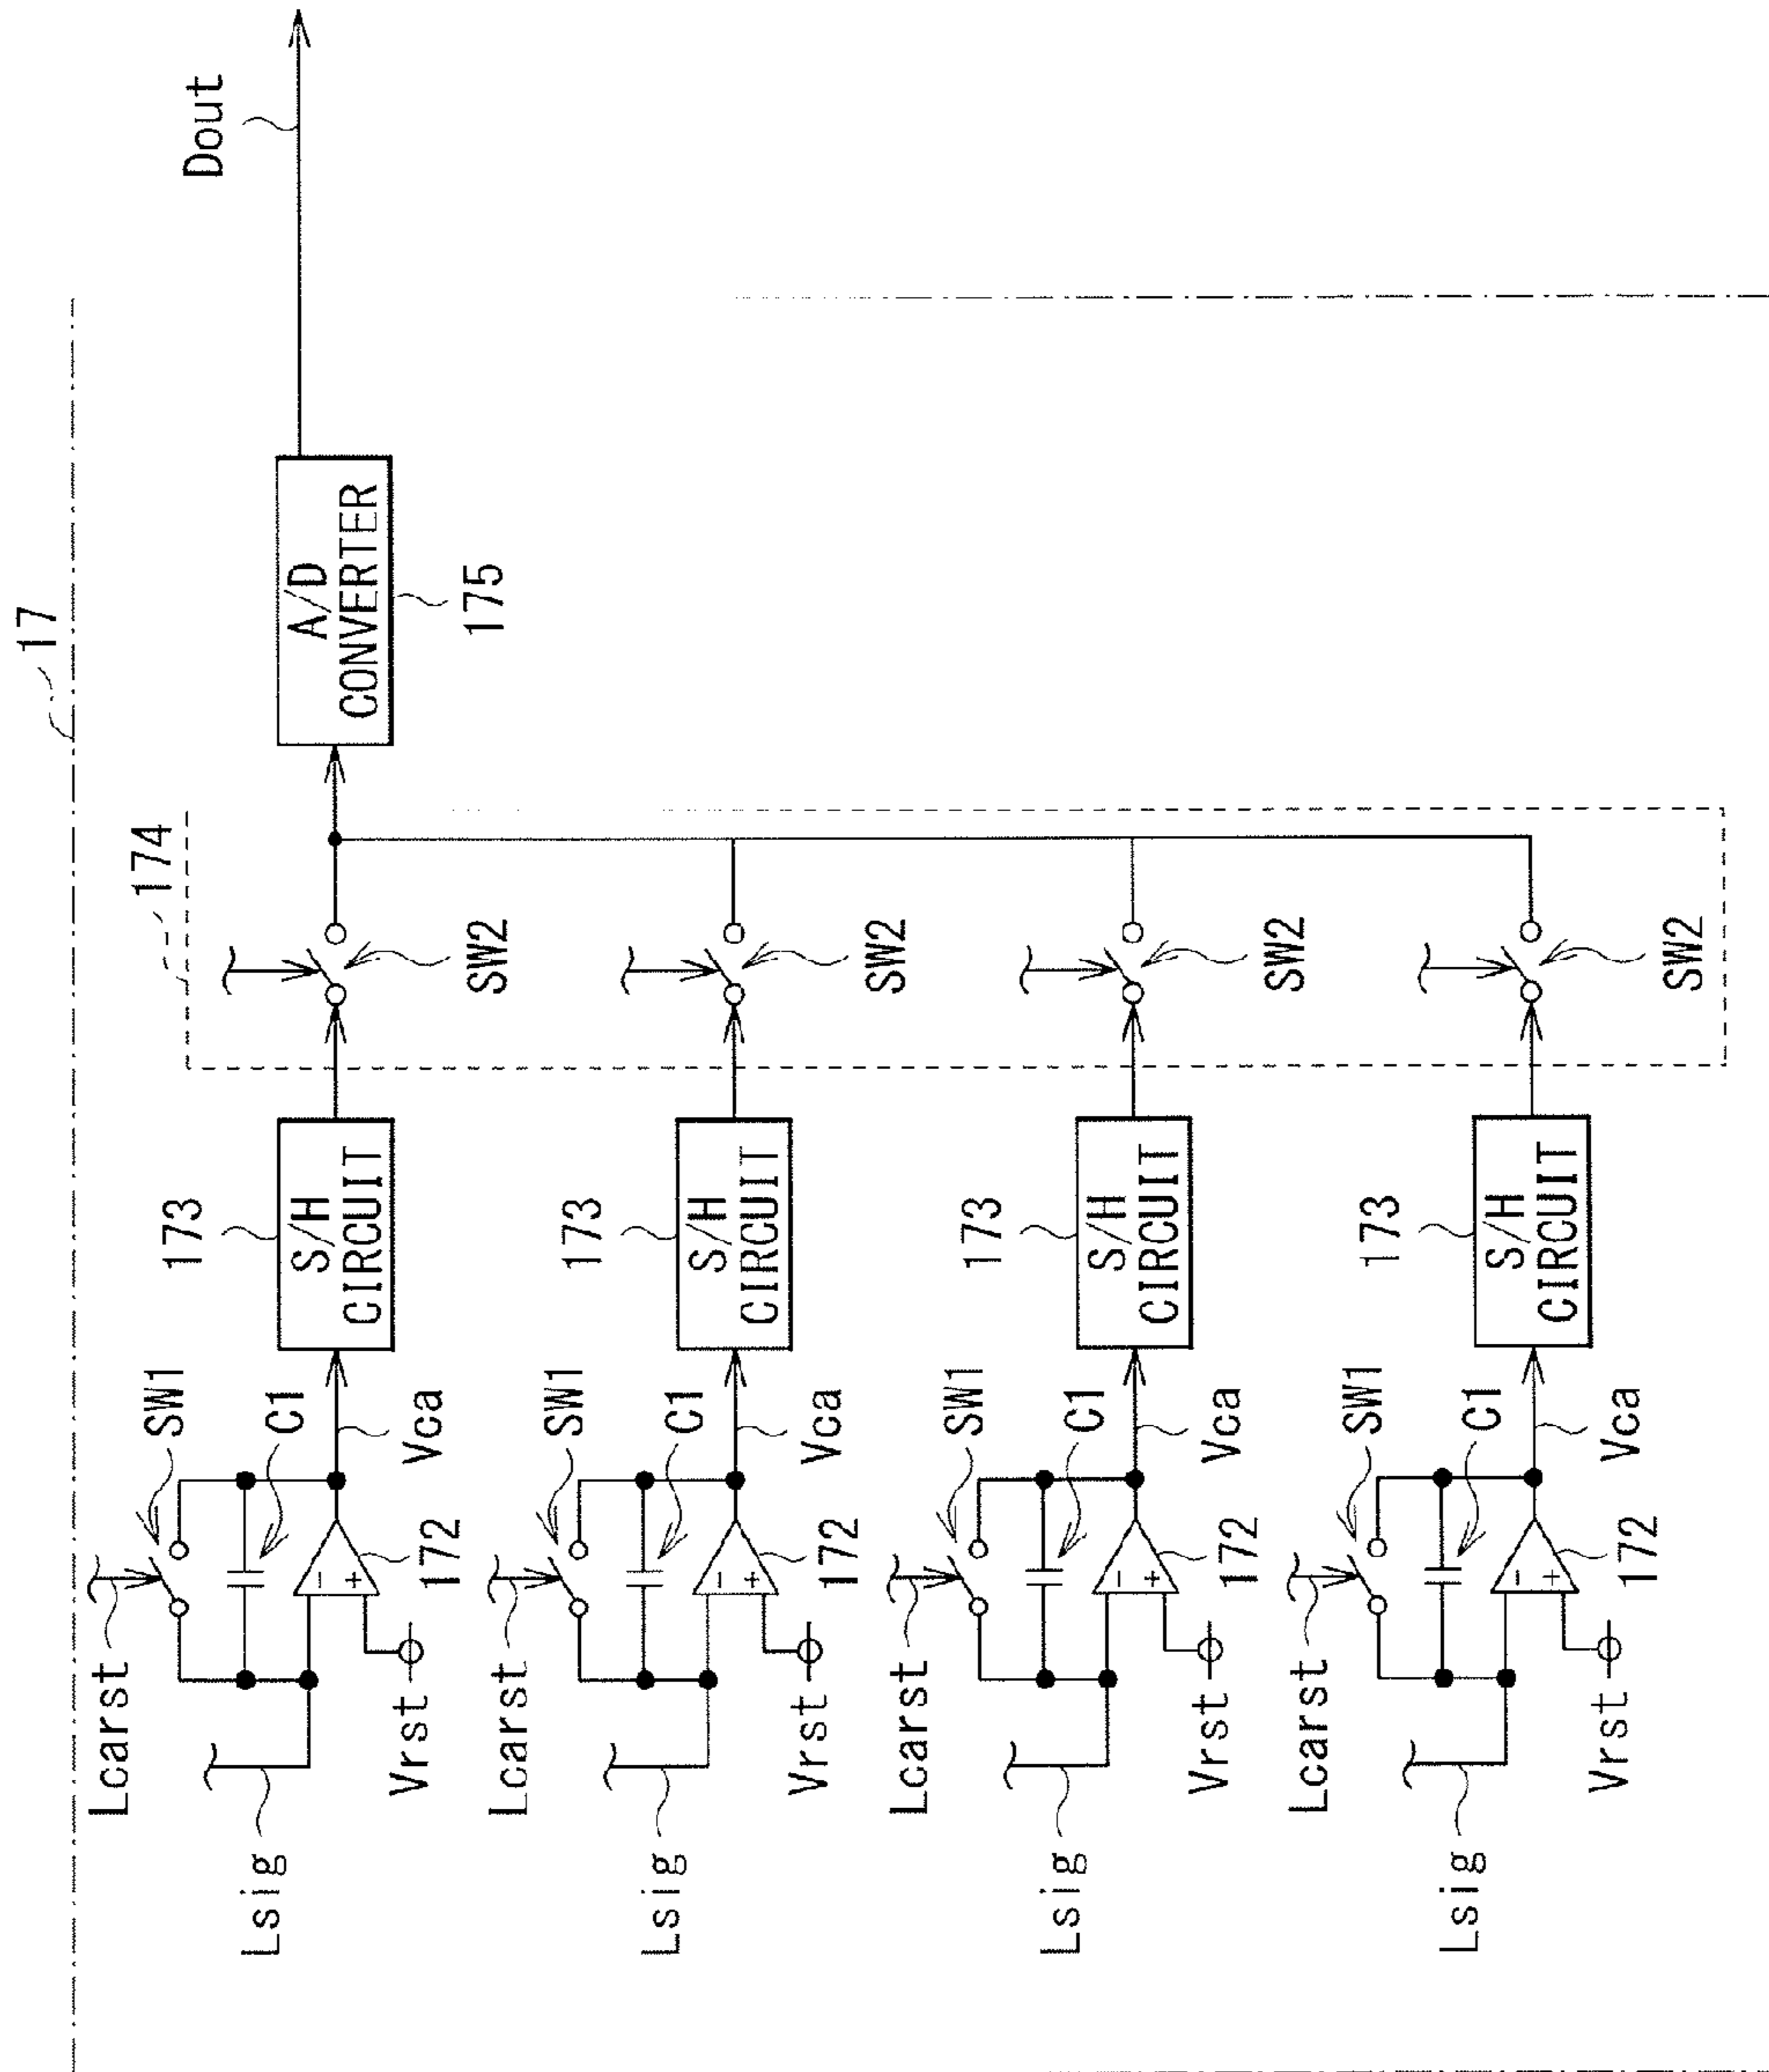 17
Dout
A/D
CONVERTER
175
174
SW2
SW2
SW2
SW2
173
S/H
CIRCUIT
173
S/H
CIRCUIT
173
S/H
CIRCUIT
173
S/H
CIRCUIT
Lcarst
SW1
C1
Vca
-
+
172
Vrst
Lsig
Lcarst
SW1
C1
Vca
-
+
172
Vrst
Lsig
Lcarst
SW1
C1
Vca
-
+
172
Vrst
Lsig
Lcarst
SW1
C1
Vca
-
+
172
Vrst
Lsig